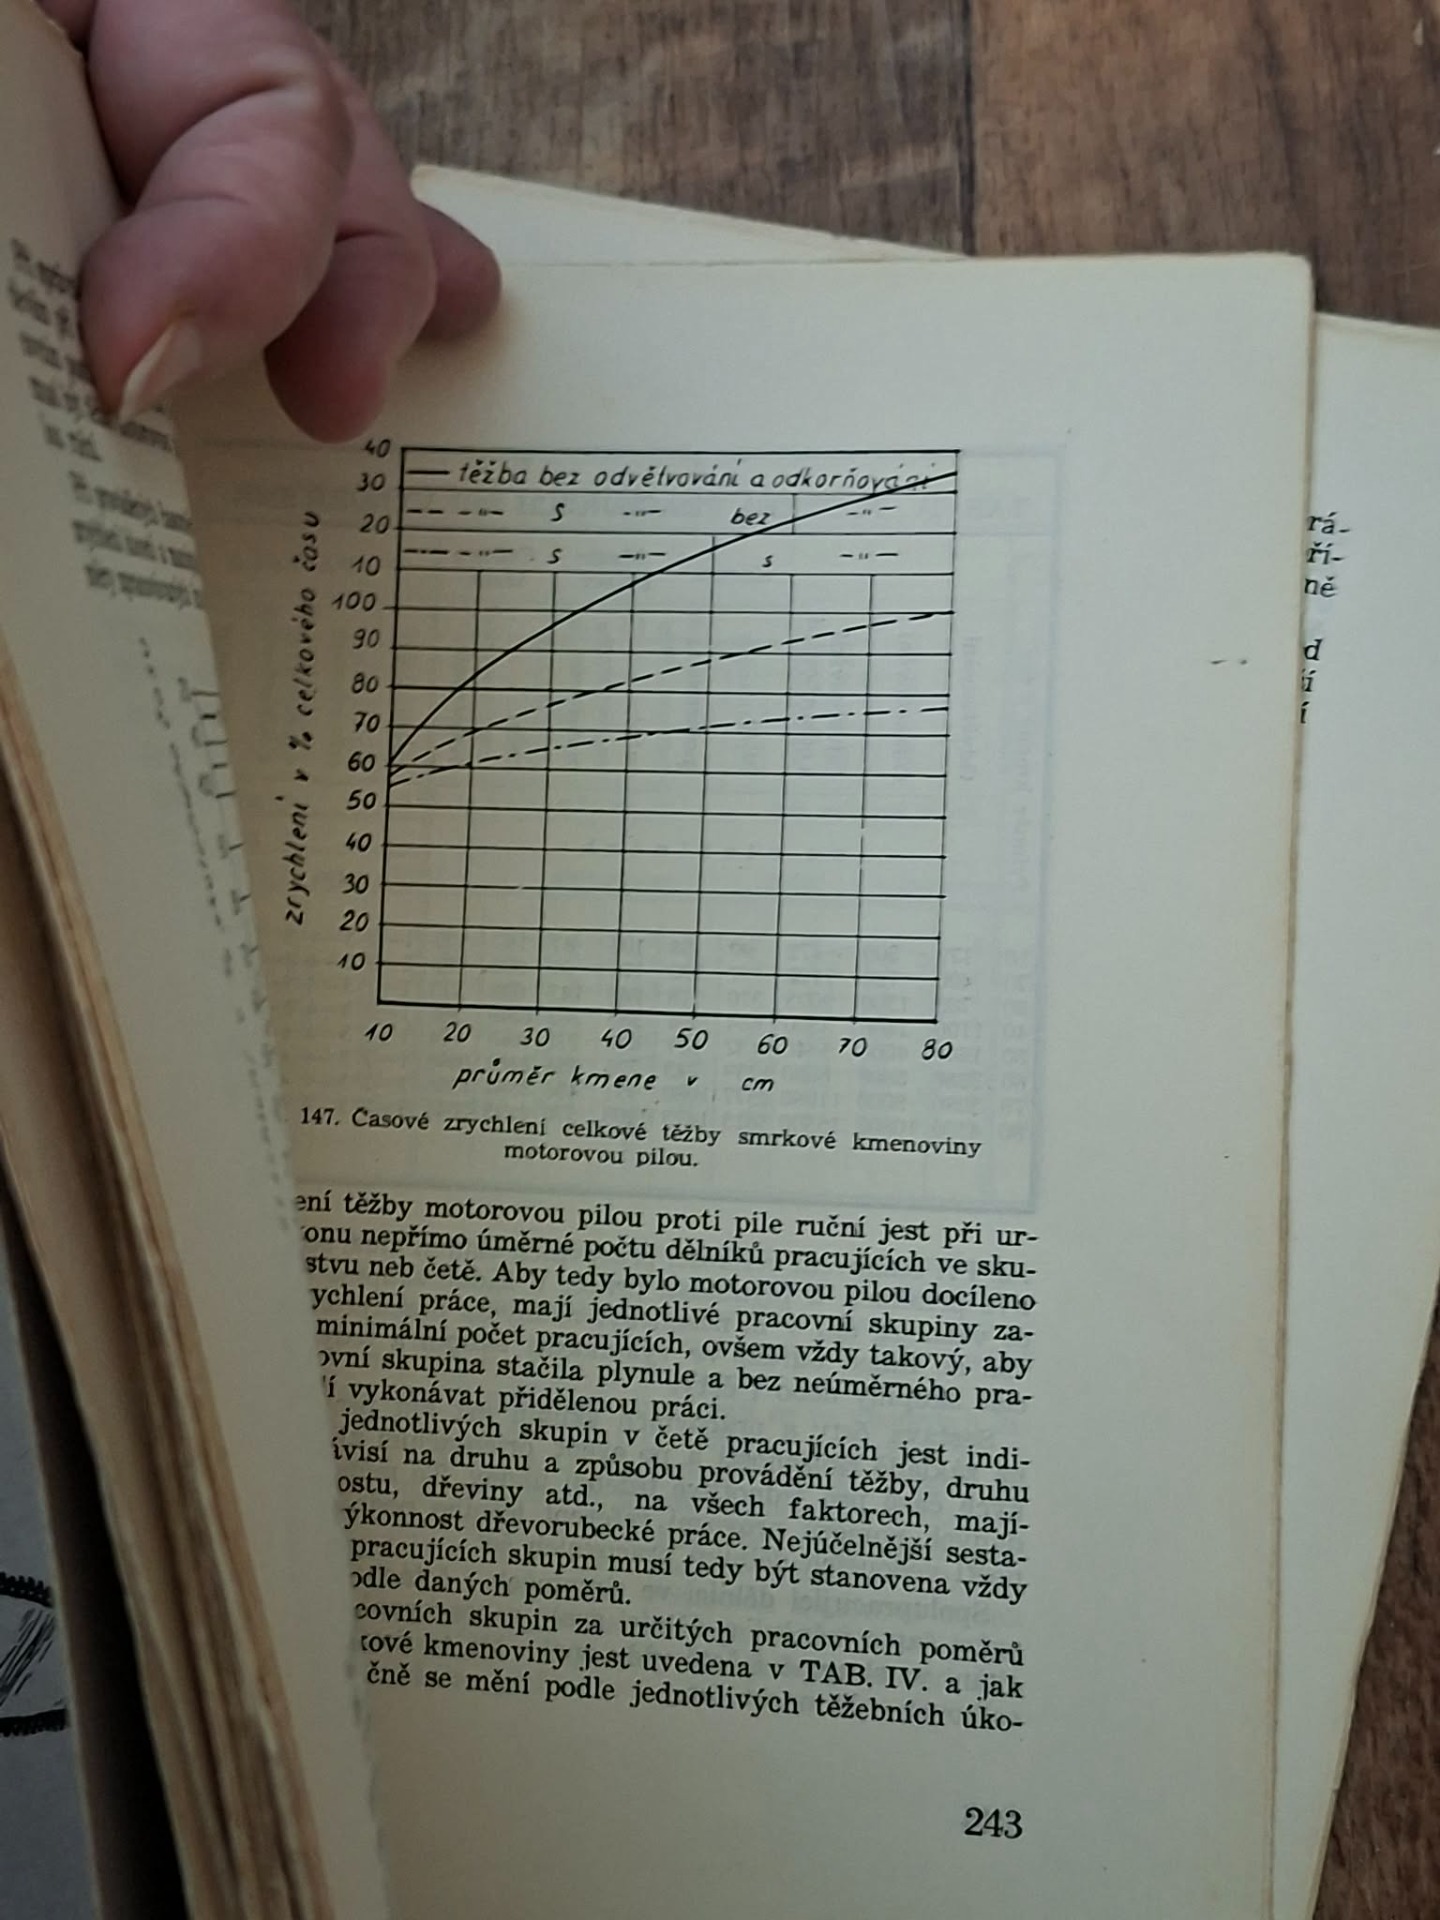 40
30
20
10
100
90
80
70
60
50
40
30
20
10
zrychlení v % celkového času
těžba bez odvětvování a odkorňování
-"- s -"- bez -"-
-"- s -"- s -"-
10 20 30 40 50 60 70 80
průměr kmene v cm
147. Časové zrychlení celkové těžby smrkové kmenoviny
motorovou pilou.
ení těžby motorovou pilou proti pile ruční jest při ur-
onu nepřímo úměrné počtu dělníků pracujících ve sku-
stvu neb četě. Aby tedy bylo motorovou pilou docíleno
ychlení práce, mají jednotlivé pracovní skupiny za-
minimální počet pracujících, ovšem vždy takový, aby
ovní skupina stačila plynule a bez neúměrného pra-
í vykonávat přidělenou práci.
jednotlivých skupin v četě pracujících jest indi-
ivisí na druhu a způsobu provádění těžby, druhu
ostu, dřeviny atd., na všech faktorech, mají-
ýkonnost dřevorubecké práce. Nejúčelnější sesta-
pracujících skupin musí tedy být stanovena vždy
odle daných poměrů.
covních skupin za určitých pracovních poměrů
kové kmenoviny jest uvedena v TAB. IV. a jak
čně se mění podle jednotlivých těžebních úko-
243
rá-
ří-
ně
d
í
í